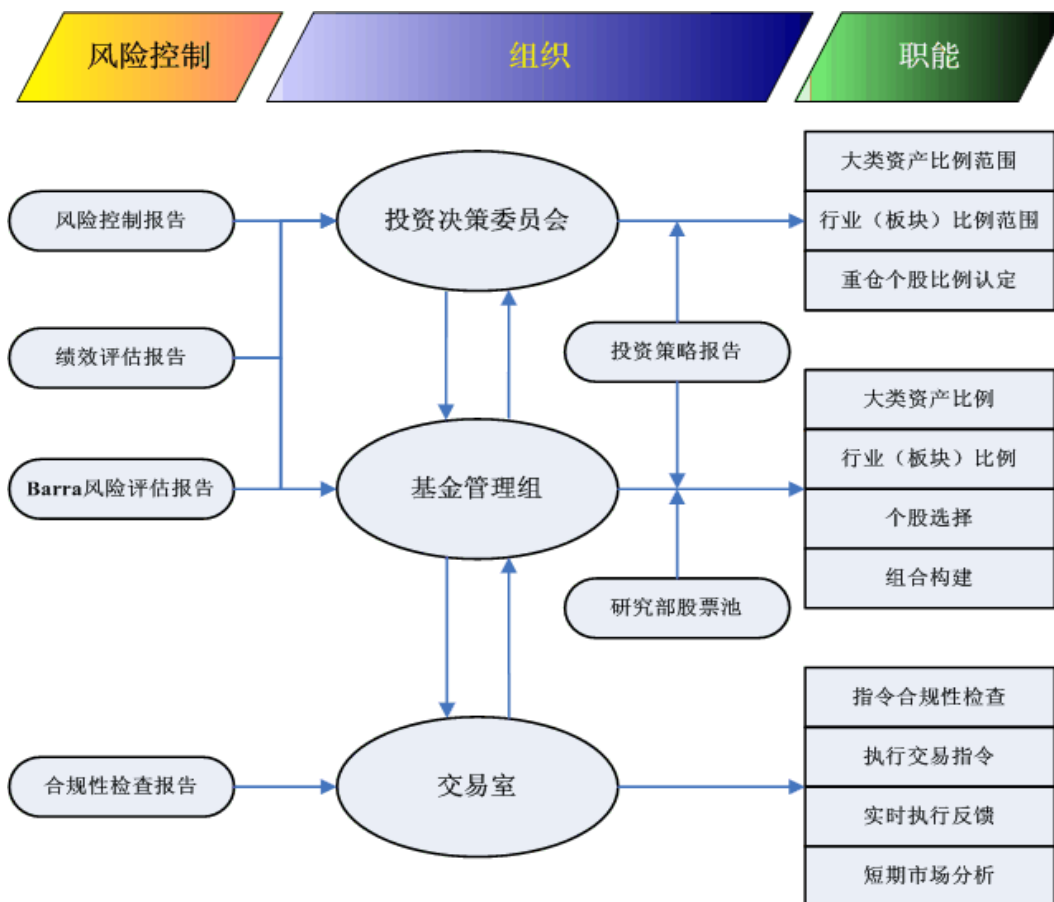 风险控制
组织
职能
风险控制报告
绩效评估报告
Barra风险评估报告
合规性检查报告
投资决策委员会
基金管理组
交易室
投资策略报告
研究部股票池
大类资产比例范围
行业（板块）比例范围
重仓个股比例认定
大类资产比例
行业（板块）比例
个股选择
组合构建
指令合规性检查
执行交易指令
实时执行反馈
短期市场分析